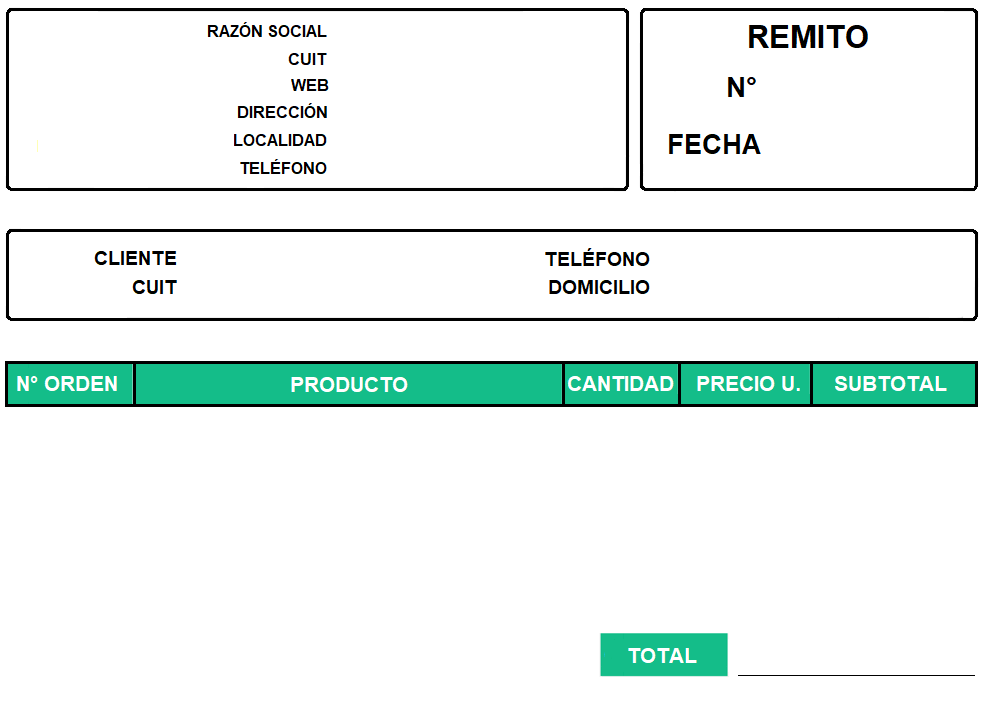 RAZÓN SOCIAL
CUIT
WEB
DIRECCIÓN
LOCALIDAD
TELÉFONO
REMITO
N°
FECHA
CLIENTE
CUIT
TELÉFONO
DOMICILIO
N° ORDEN PRODUCTO CANTIDAD PRECIO U. SUBTOTAL
TOTAL